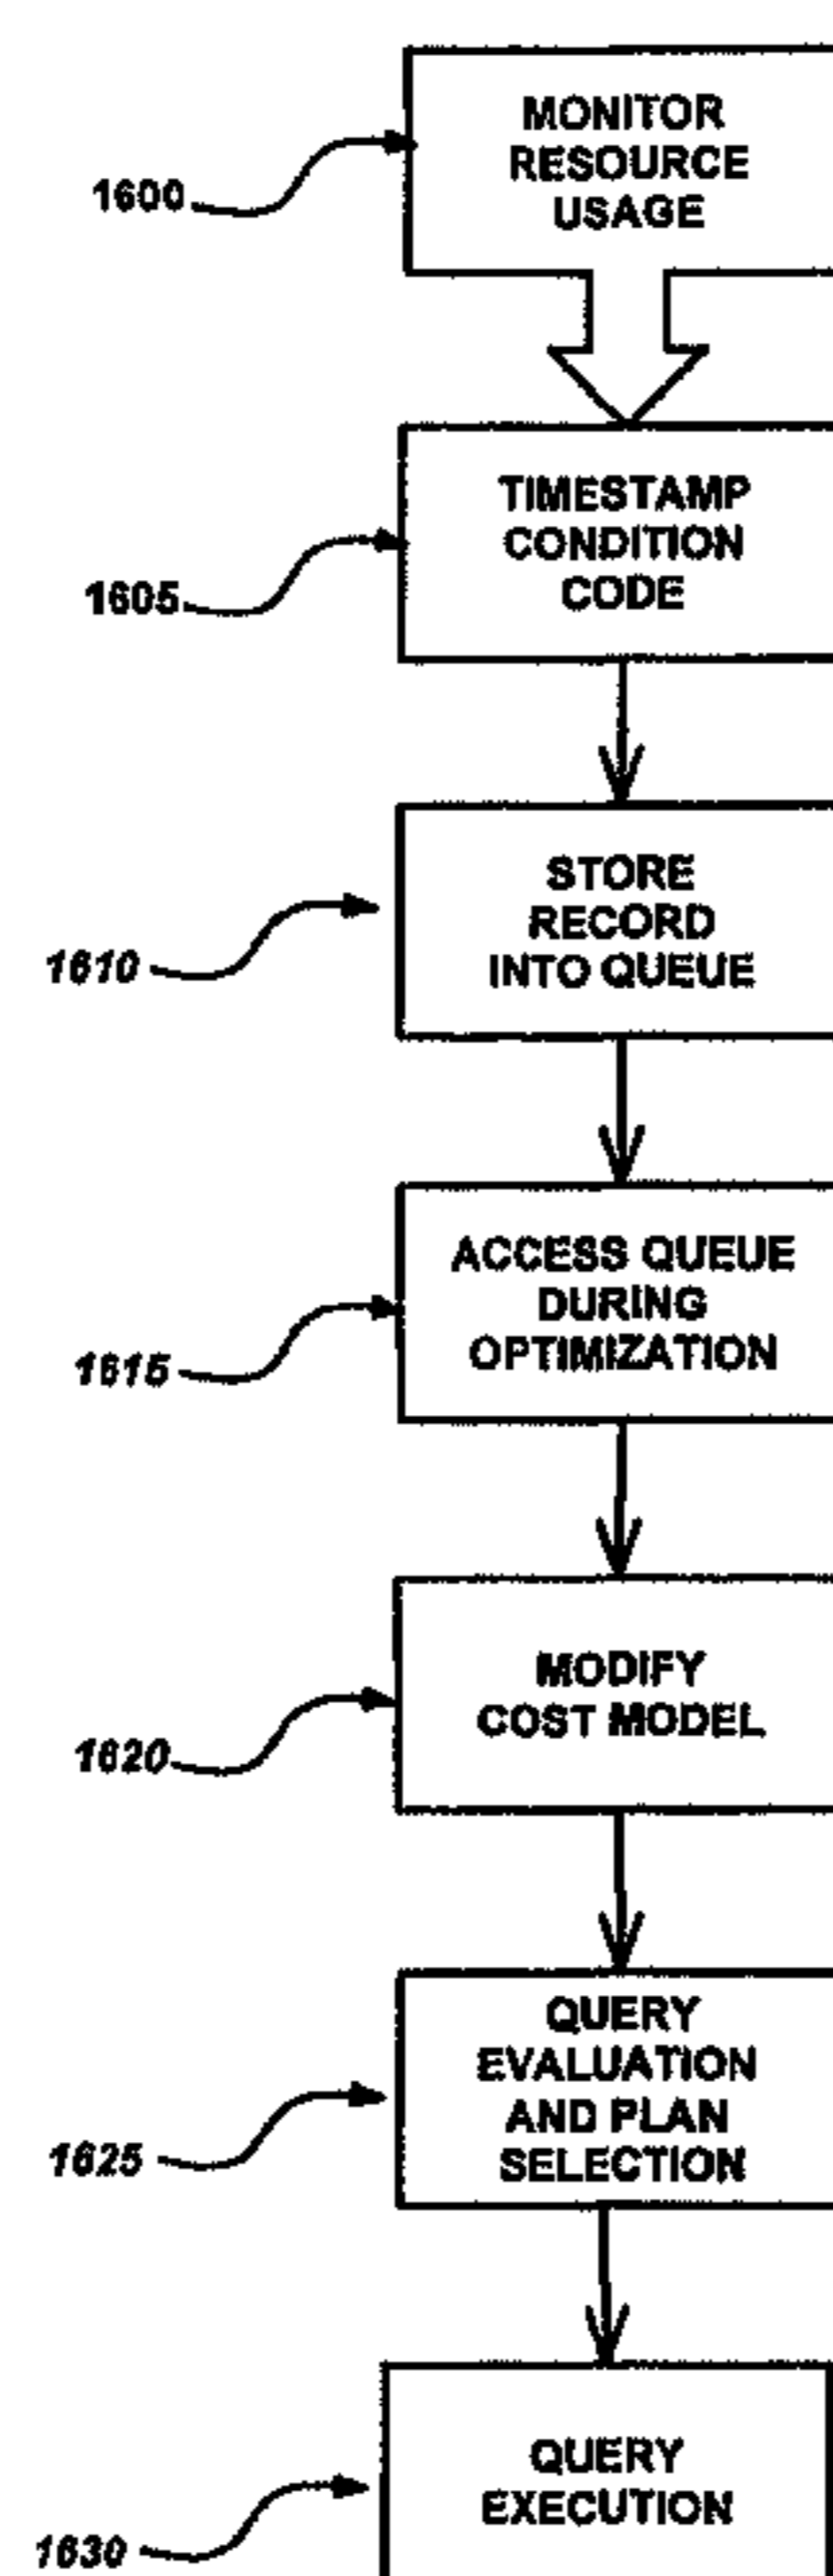 MONITOR
RESOURCE
USAGE
1600
TIMESTAMP
CONDITION
CODE
1605
STORE
RECORD
INTO QUEUE
1610
ACCESS QUEUE
DURING
OPTIMIZATION
1615
MODIFY
COST MODEL
1620
QUERY
EVALUATION
AND PLAN
SELECTION
1625
QUERY
EXECUTION
1630